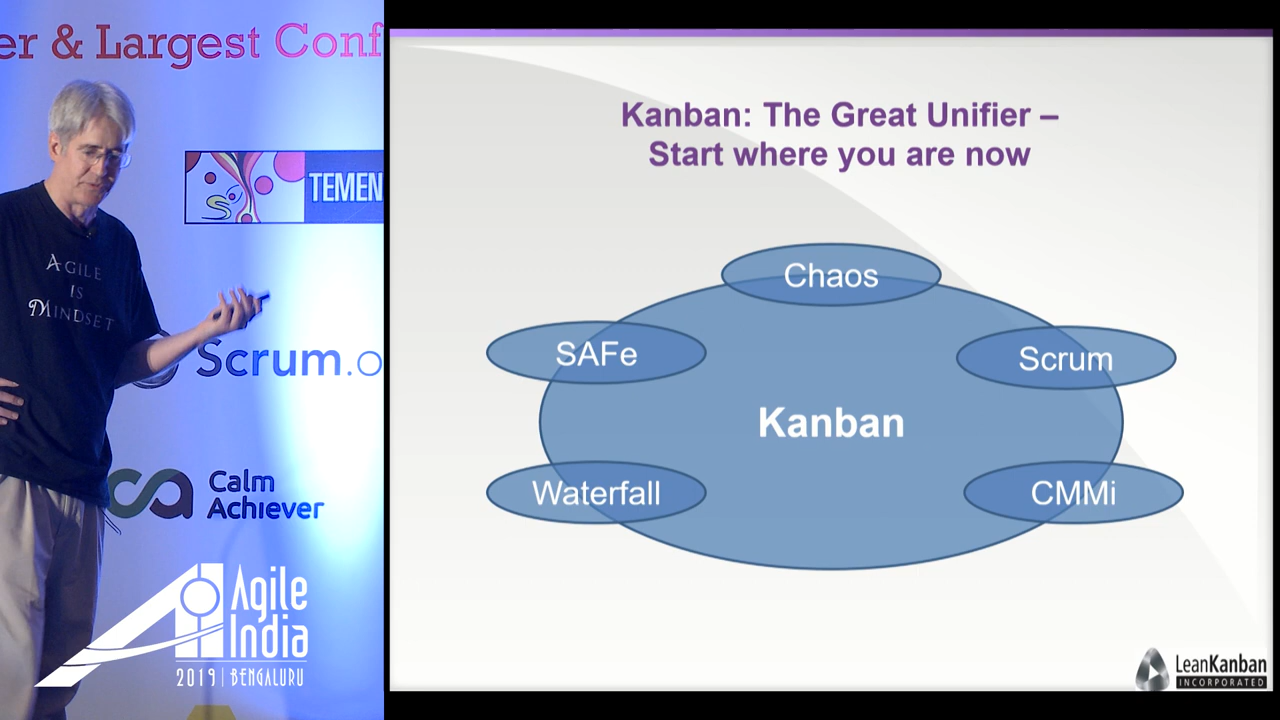 er & Largest Conf
TEMEN
AGILE
IS
MINDSET
Scrum.o
Calm
Achiever
Agile
India
2019 | BENGALURU
Kanban: The Great Unifier –
Start where you are now
Chaos
SAFe
Scrum
Kanban
Waterfall
CMMi
LeanKanban
INCORPORATED